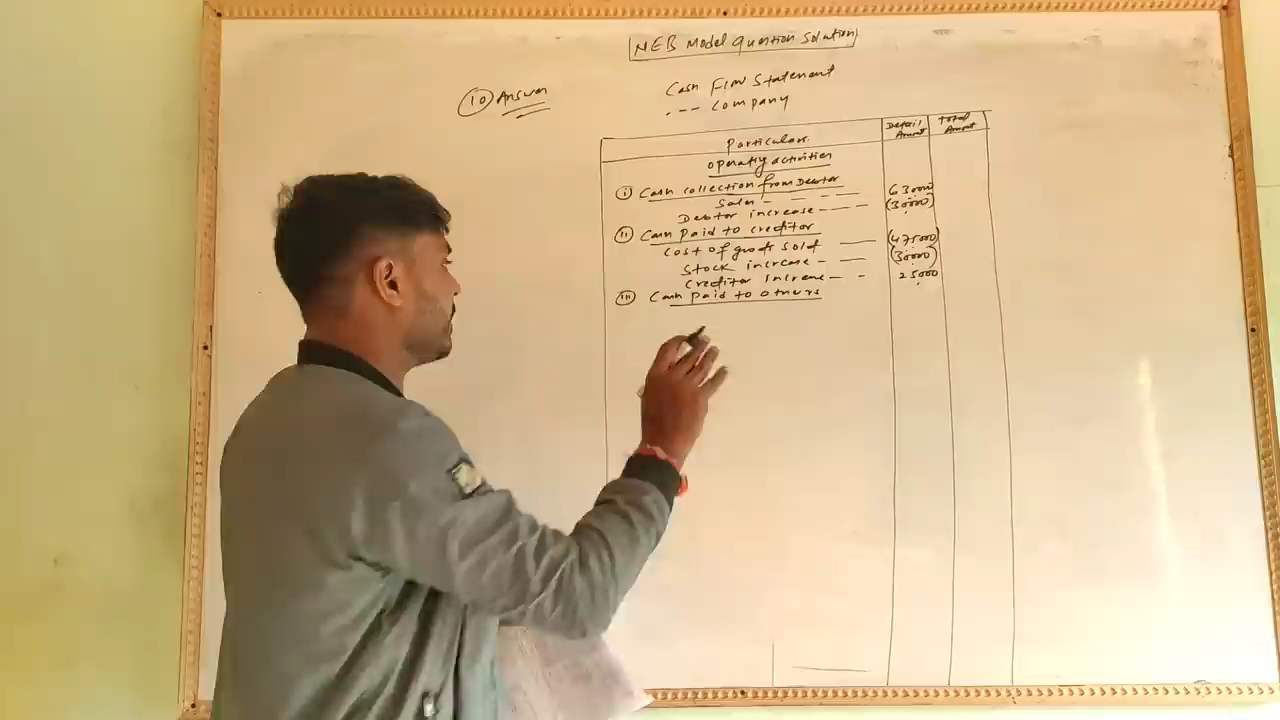 NEB Model Question Solution
10 Answer
Cash Flow Statement
--- Company
Particulars Detail Amount Total Amount
Operating activities
i Cash collection from Debtor
Sales - - - - 63000
Debtor increase - - - (30000)
ii Cash paid to creditor
Cost of goods sold — (475000)
Stock increase - — (30000)
Creditor Increase - - 25000
iii Cash paid to others